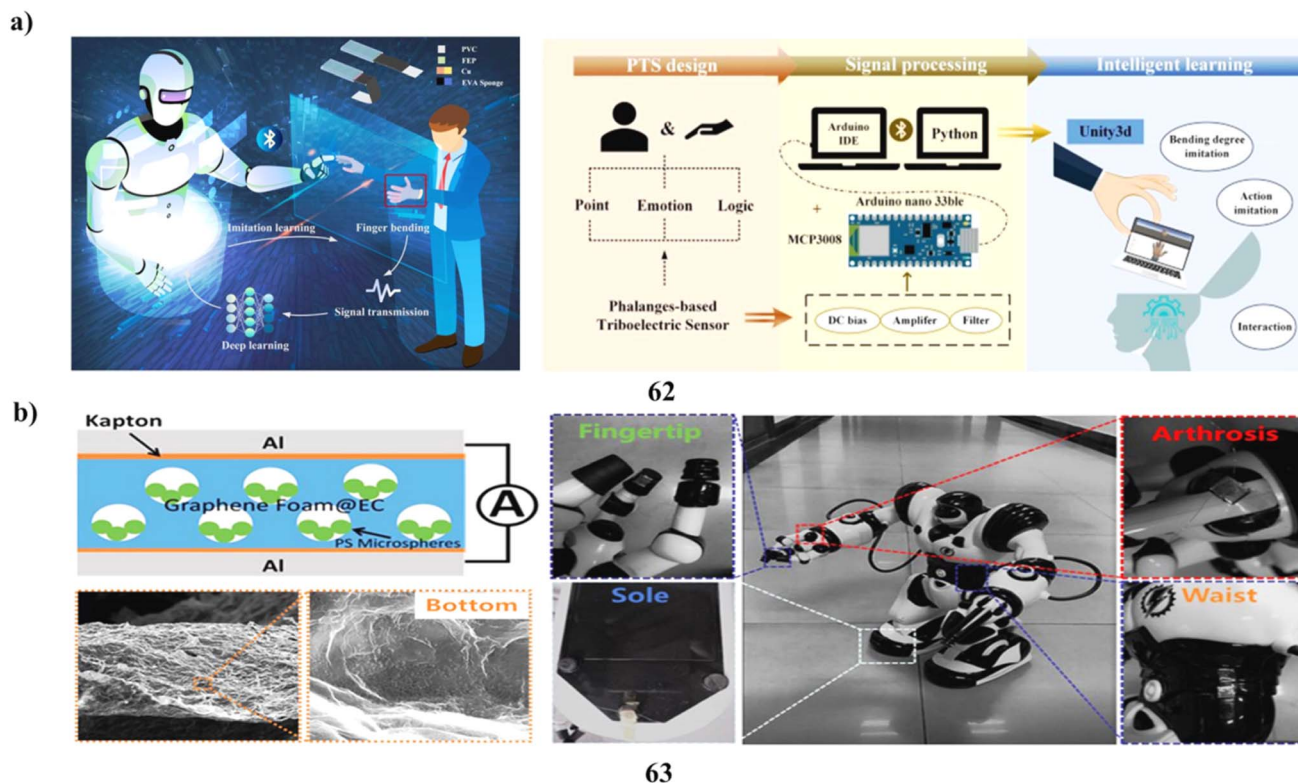 a)
PVC
FEP
Cu
EVA Sponge
Imitation learning
Finger bending
Signal transmission
Deep learning
PTS design
Signal processing
Intelligent learning
&
Point
Emotion
Logic
Phalanges-based
Triboelectric Sensor
Arduino
IDE
Python
+
Arduino nano 33ble
MCP3008
DC bias
Amplifer
Filter
Unity3d
Bending degree
imitation
Action
imitation
Interaction
62
b)
Kapton
Al
Graphene Foam@EC
PS Microspheres
Al
A
Bottom
Fingertip
Sole
Arthrosis
Waist
63